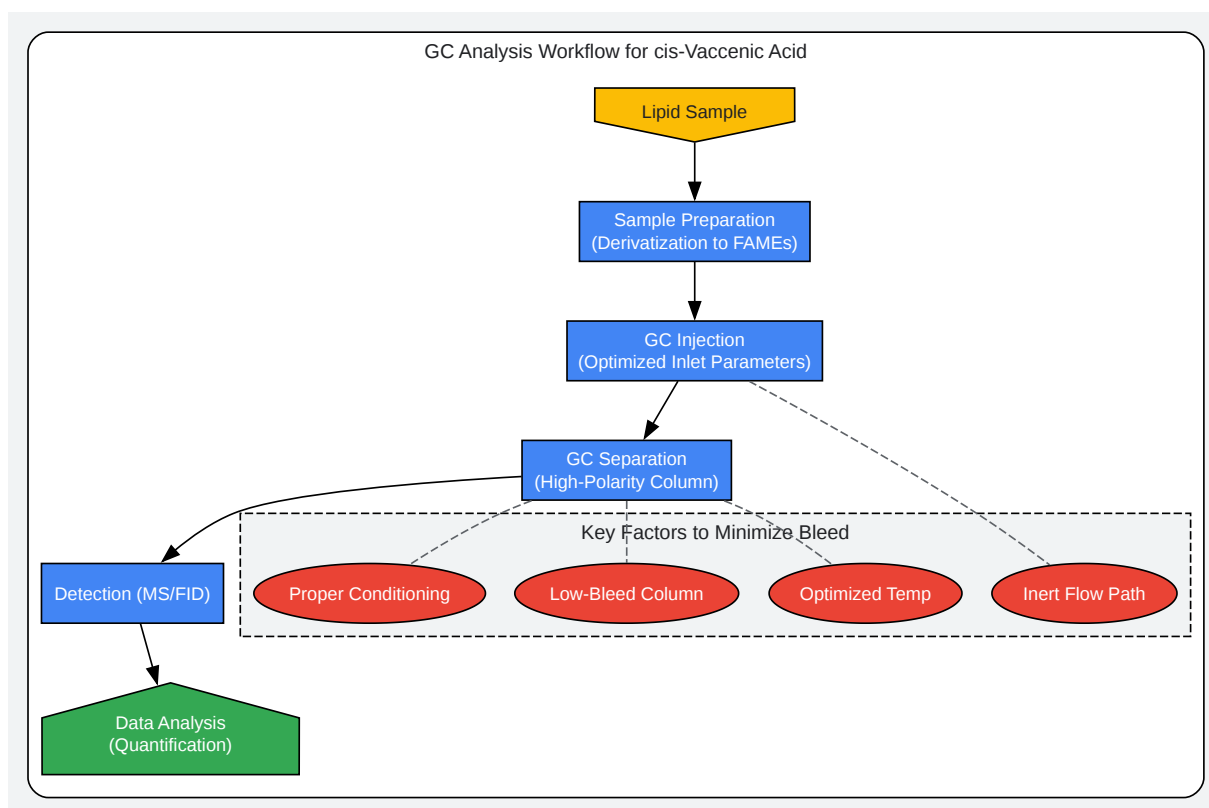 GC Analysis Workflow for cis-Vaccenic Acid
Lipid Sample
Sample Preparation
(Derivatization to FAMEs)
GC Injection
(Optimized Inlet Parameters)
GC Separation
(High-Polarity Column)
Key Factors to Minimize Bleed
Detection (MS/FID)
Proper Conditioning
Low-Bleed Column
Optimized Temp
Inert Flow Path
Data Analysis
(Quantification)